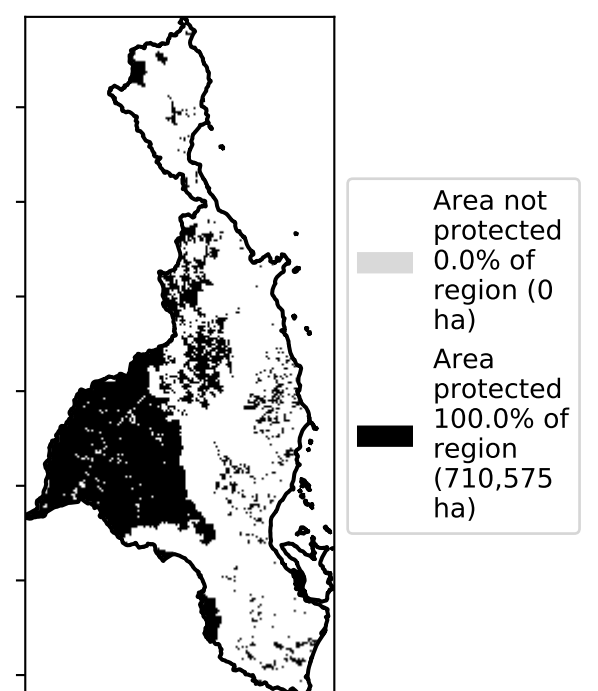 Area not
protected
0.0% of
region (0
ha)
Area
protected
100.0% of
region
(710,575
ha)